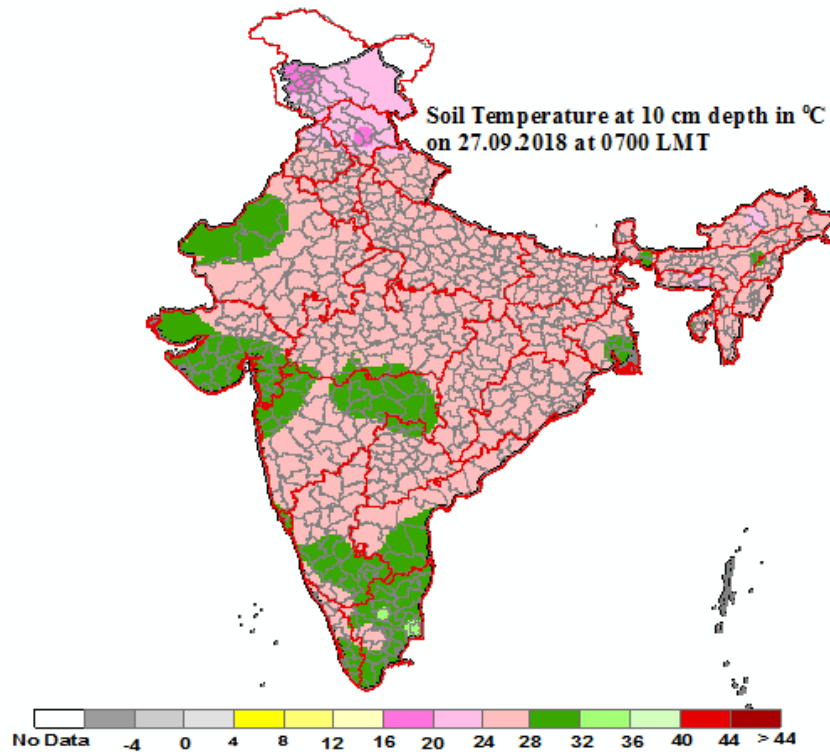 Soil Temperature at 10 cm depth in ⁰C
on 27.09.2018 at 0700 LMT
No Data -4 0 4 8 12 16 20 24 28 32 36 40 44 > 44